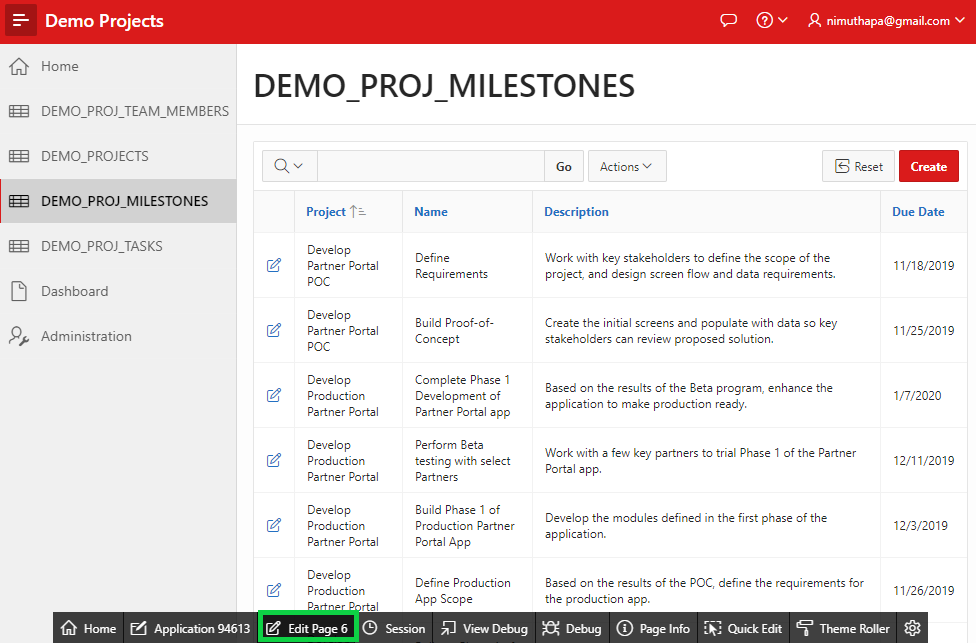 Demo Projects
nimuthapa@gmail.com
Home
DEMO_PROJ_TEAM_MEMBERS
DEMO_PROJECTS
DEMO_PROJ_MILESTONES
DEMO_PROJ_TASKS
Dashboard
Administration
DEMO_PROJ_MILESTONES
Go
Actions
Reset
Create
Project
Name
Description
Due Date
Develop
Partner Portal
POC
Define
Requirements
Work with key stakeholders to define the scope of the
project, and design screen flow and data requirements.
11/18/2019
Develop
Partner Portal
POC
Build Proof-of-
Concept
Create the initial screens and populate with data so key
stakeholders can review proposed solution.
11/25/2019
Develop
Production
Partner Portal
Complete Phase 1
Development of
Partner Portal app
Based on the results of the Beta program, enhance the
application to make production ready.
1/7/2020
Develop
Production
Partner Portal
Perform Beta
testing with select
Partners
Work with a few key partners to trial Phase 1 of the Partner
Portal app.
12/11/2019
Develop
Production
Partner Portal
Build Phase 1 of
Production Partner
Portal App
Develop the modules defined in the first phase of the
application.
12/3/2019
Develop
Production
Partner Portal
Define Production
App Scope
Based on the results of the POC, define the requirements for
the production app.
11/26/2019
Home
Application 94613
Edit Page 6
Session
View Debug
Debug
Page Info
Quick Edit
Theme Roller